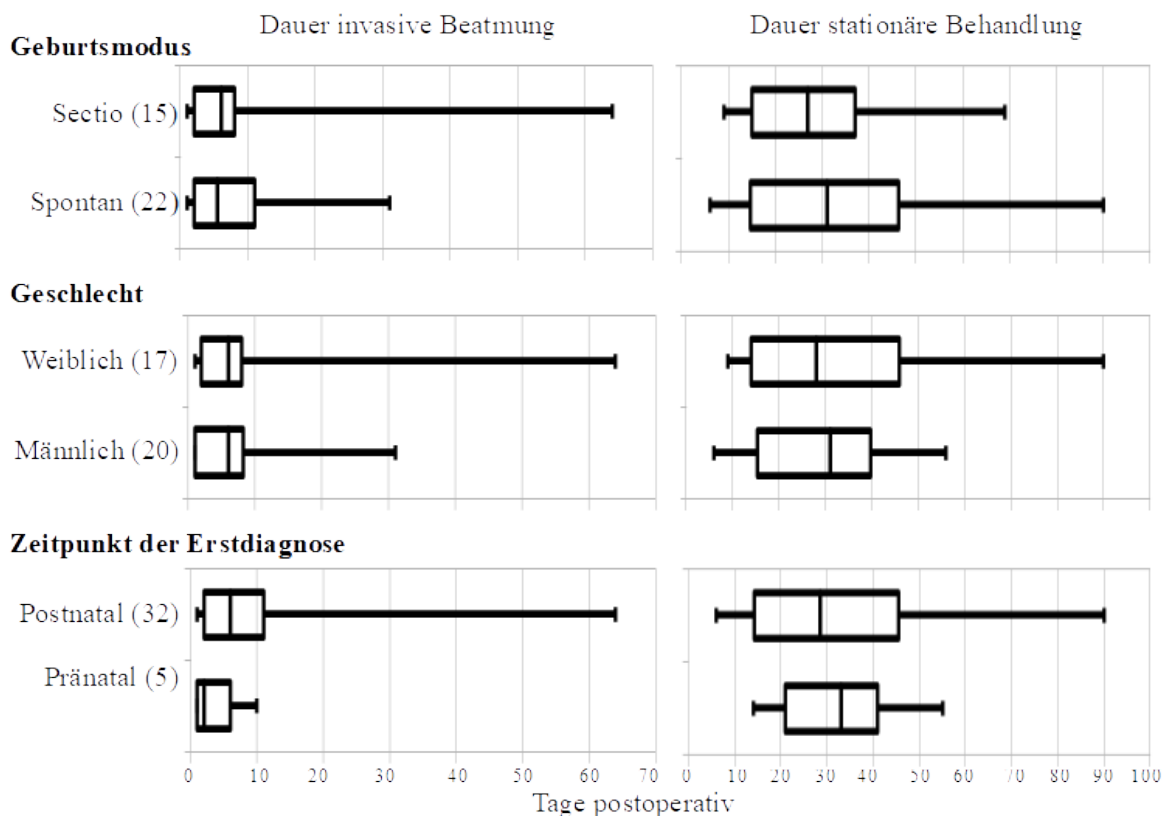 Dauer invasive Beatmung
Dauer stationäre Behandlung
Geburtsmodus
Sectio (15)
Spontan (22)
Geschlecht
Weiblich (17)
Männlich (20)
Zeitpunkt der Erstdiagnose
Postnatal (32)
Pränatal (5)
0 10 20 30 40 50 60 70
0 10 20 30 40 50 60 70 80 90 100
Tage postoperativ